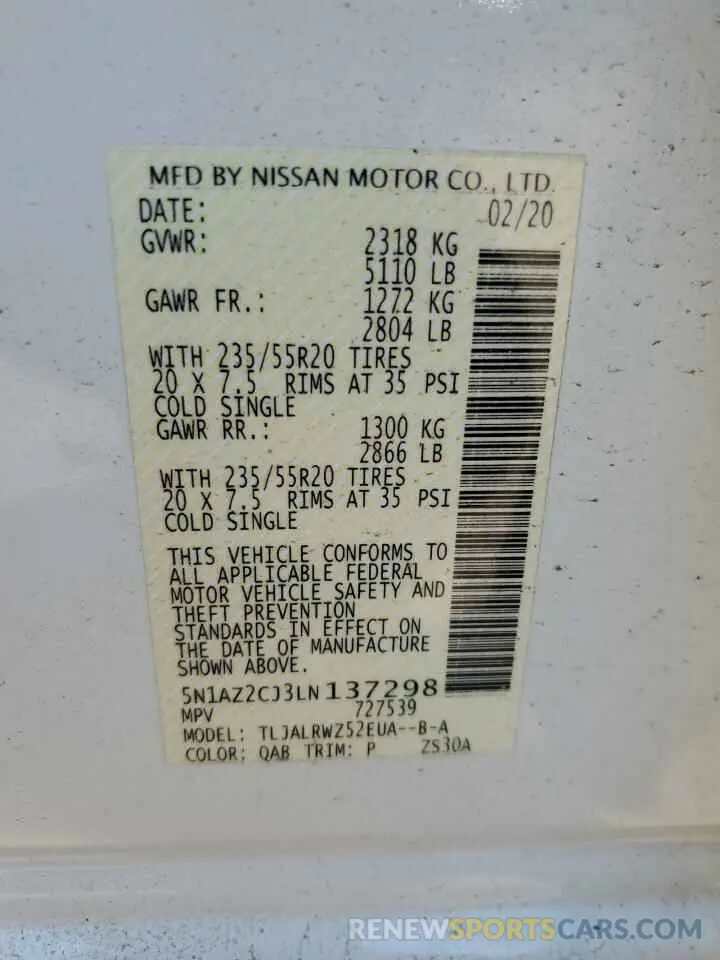 MFD BY NISSAN MOTOR CO., LTD.
DATE: 02/20
GVWR: 2318 KG
5110 LB
GAWR FR.: 1272 KG
2804 LB
WITH 235/55R20 TIRES
20 X 7.5 RIMS AT 35 PSI
COLD SINGLE
GAWR RR.: 1300 KG
2866 LB
WITH 235/55R20 TIRES
20 X 7.5 RIMS AT 35 PSI
COLD SINGLE
THIS VEHICLE CONFORMS TO
ALL APPLICABLE FEDERAL
MOTOR VEHICLE SAFETY AND
THEFT PREVENTION
STANDARDS IN EFFECT ON
THE DATE OF MANUFACTURE
SHOWN ABOVE.
5N1AZ2CJ3LN137298
MPV 727539
MODEL: TLJALRWZ52EUA--B-A
COLOR: QAB TRIM: P ZS30A
RENEWSPORTSCARS.COM